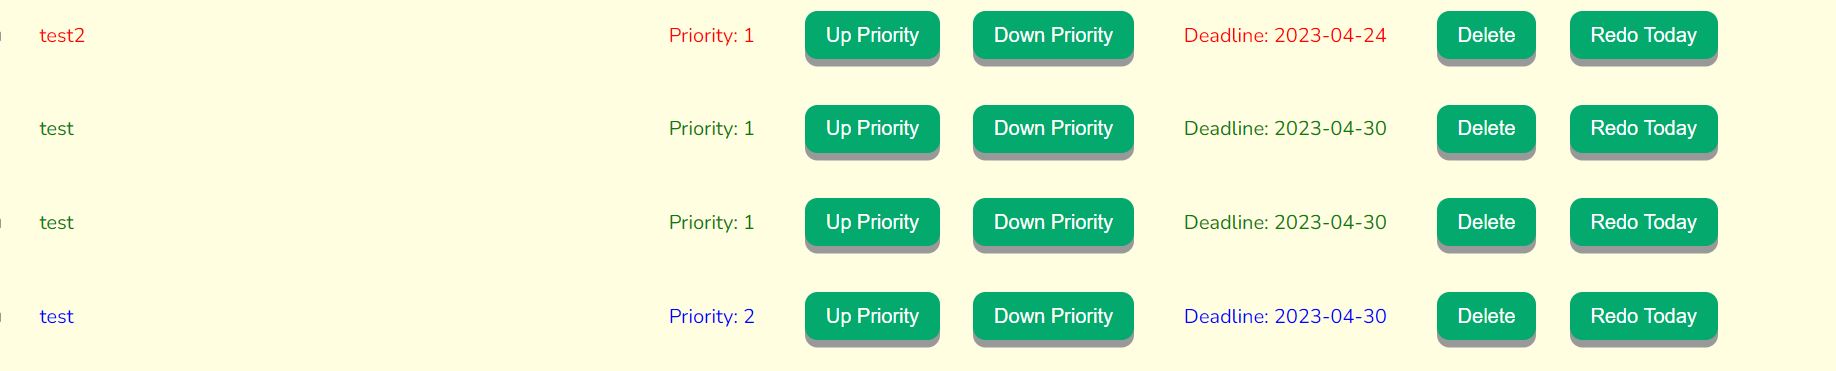 test2 Priority: 1 Up Priority Down Priority Deadline: 2023-04-24 Delete Redo Today
test Priority: 1 Up Priority Down Priority Deadline: 2023-04-30 Delete Redo Today
test Priority: 1 Up Priority Down Priority Deadline: 2023-04-30 Delete Redo Today
test Priority: 2 Up Priority Down Priority Deadline: 2023-04-30 Delete Redo Today